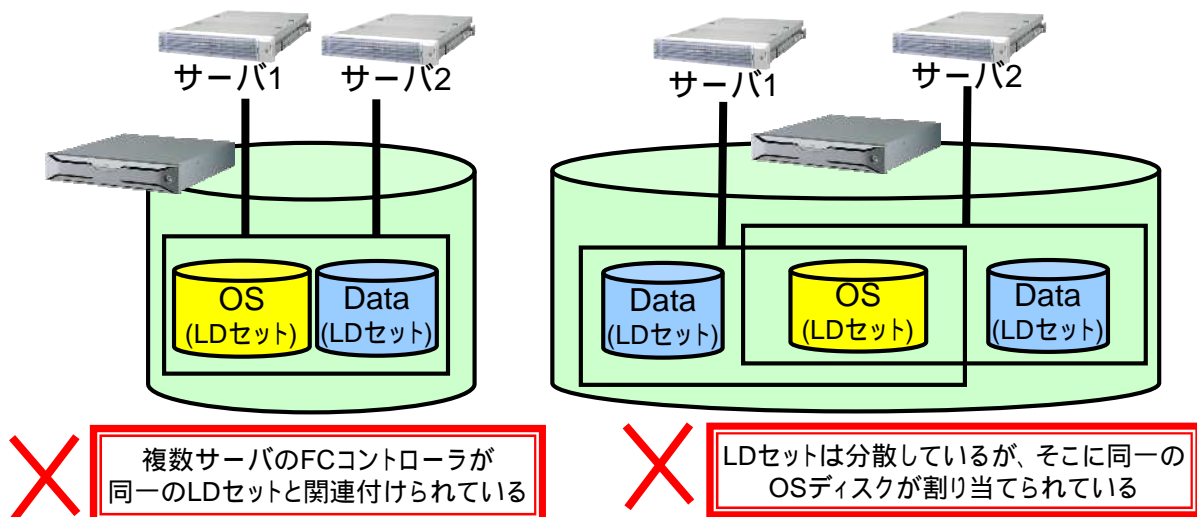 サーバ1
サーバ2
サーバ1
サーバ2
OS
(LDセット)
Data
(LDセット)
Data
(LDセット)
OS
(LDセット)
Data
(LDセット)
複数サーバのFCコントローラが
同一のLDセットと関連付けられている
LDセットは分散しているが、そこに同一の
OSディスクが割り当てられている